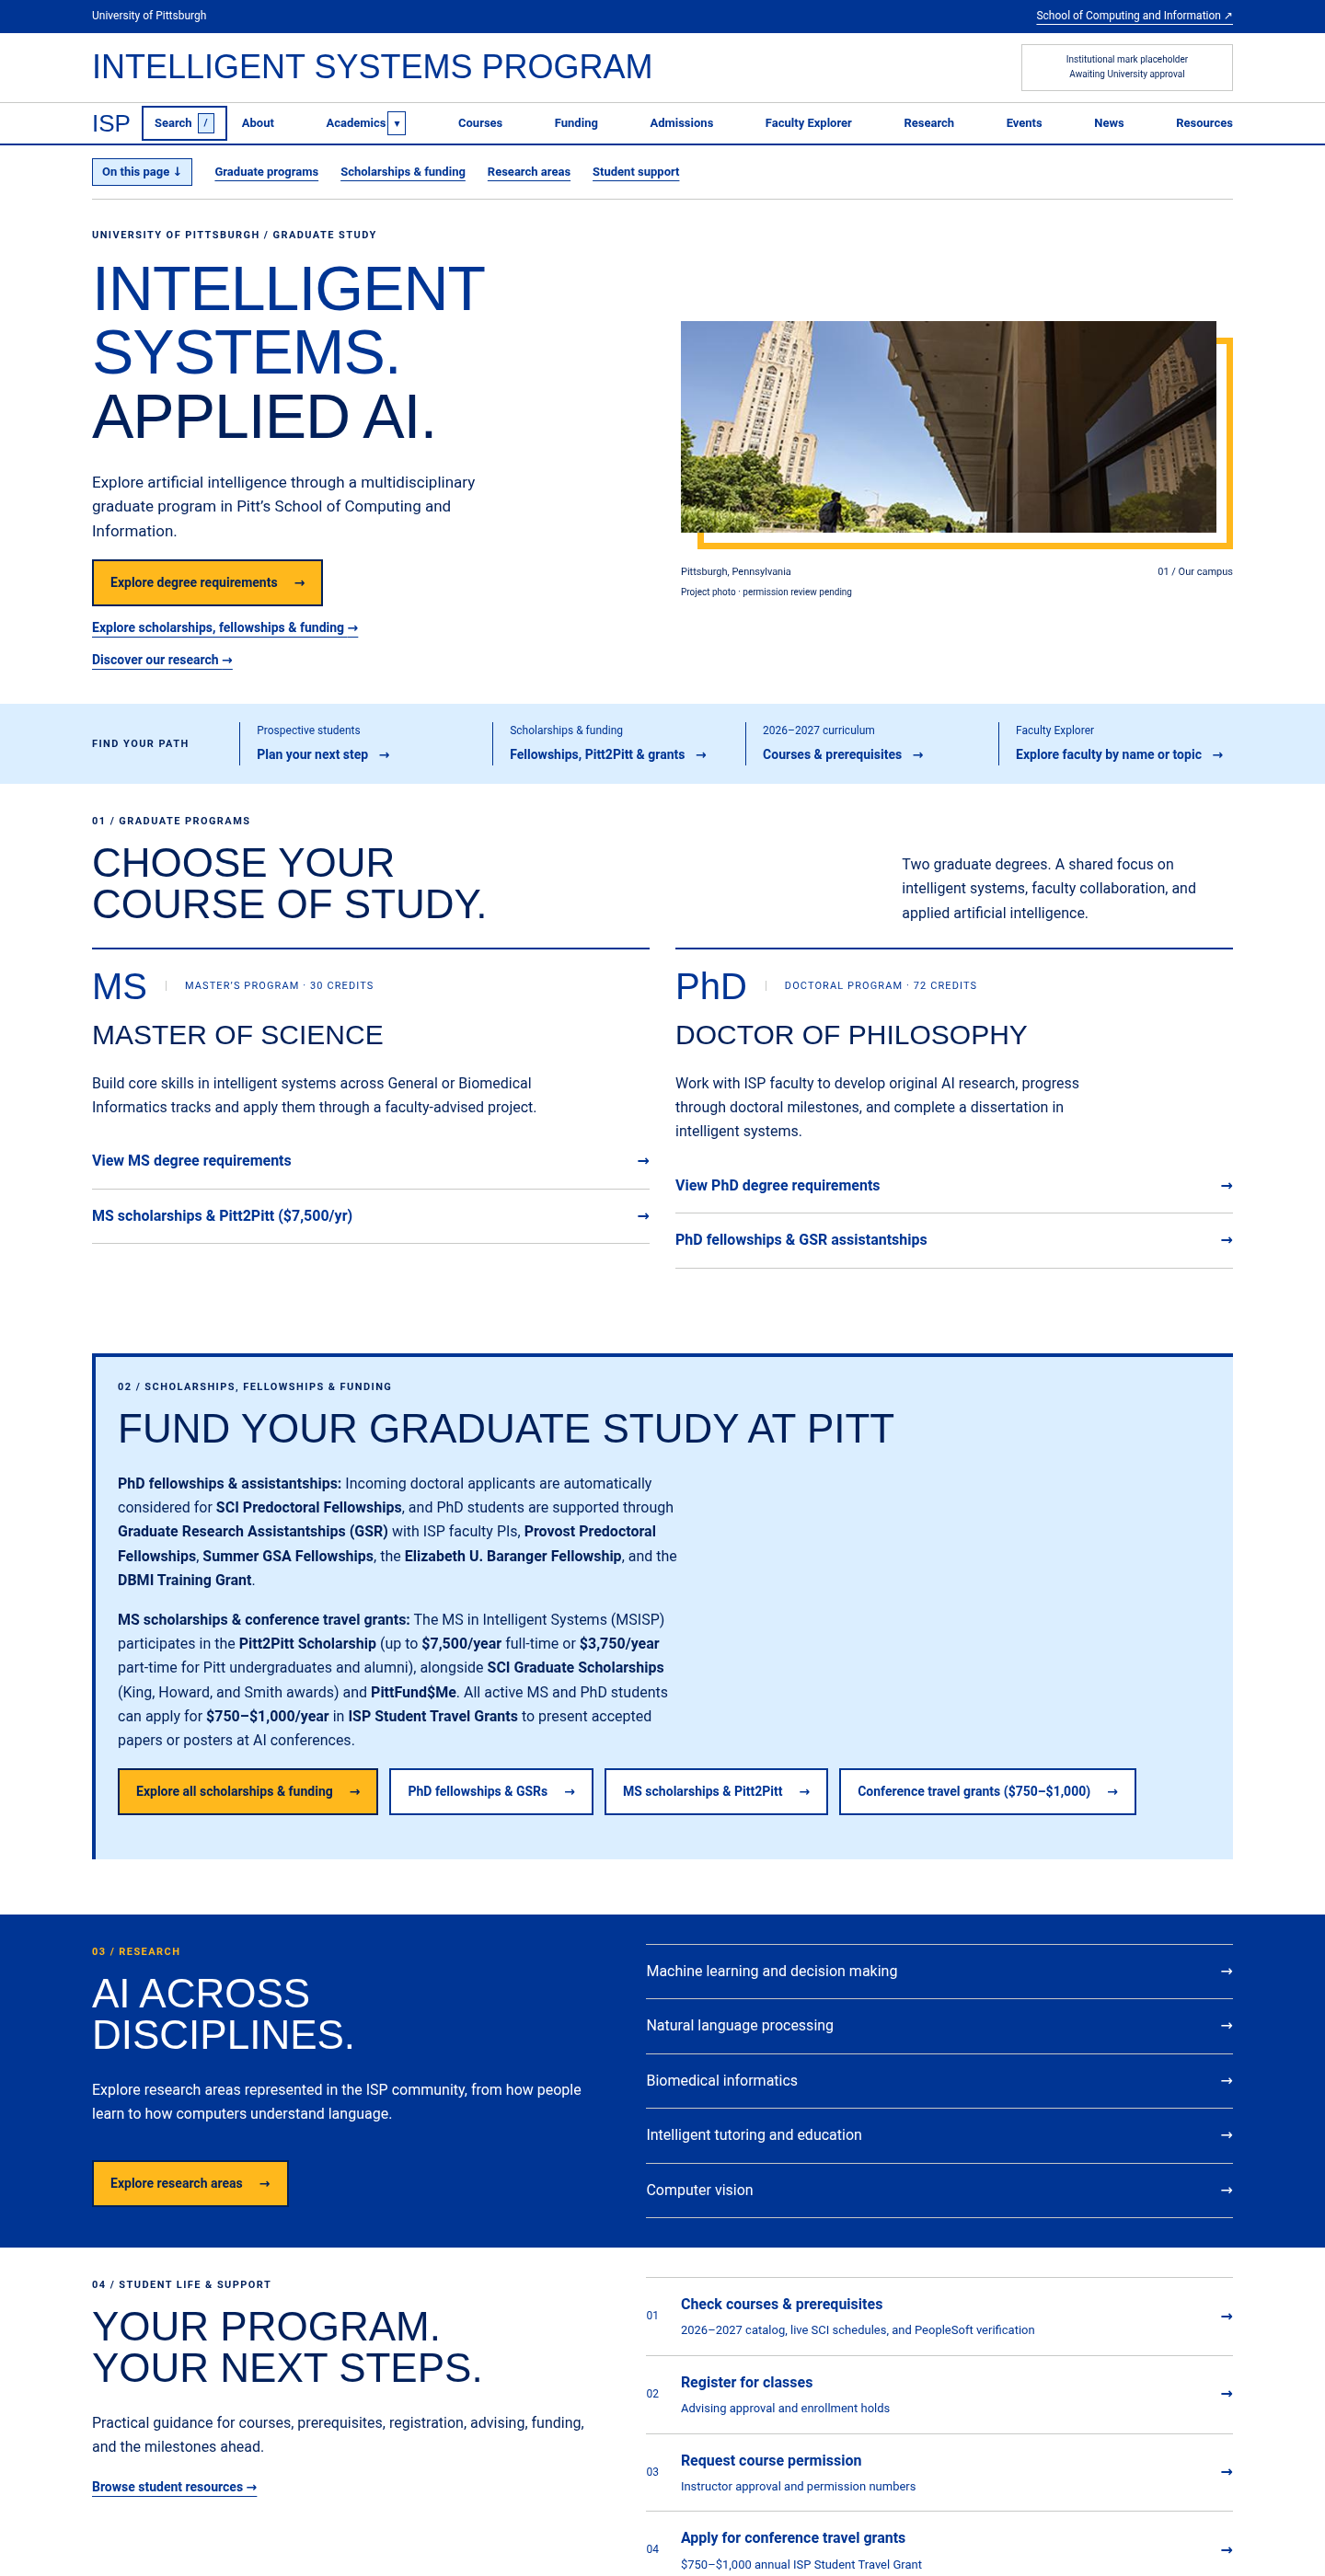 University of Pittsburgh
School of Computing and Information ↗
INTELLIGENT SYSTEMS PROGRAM
Institutional mark placeholder
Awaiting University approval
ISP
Search /
About
Academics ▾
Courses
Funding
Admissions
Faculty Explorer
Research
Events
News
Resources
On this page ↓
Graduate programs
Scholarships & funding
Research areas
Student support
UNIVERSITY OF PITTSBURGH / GRADUATE STUDY
INTELLIGENT
SYSTEMS.
APPLIED AI.
Explore artificial intelligence through a multidisciplinary
graduate program in Pitt’s School of Computing and
Information.
Explore degree requirements →
Explore scholarships, fellowships & funding →
Discover our research →
Pittsburgh, Pennsylvania
01 / Our campus
Project photo · permission review pending
FIND YOUR PATH
Prospective students
Plan your next step →
Scholarships & funding
Fellowships, Pitt2Pitt & grants →
2026–2027 curriculum
Courses & prerequisites →
Faculty Explorer
Explore faculty by name or topic →
01 / GRADUATE PROGRAMS
CHOOSE YOUR
COURSE OF STUDY.
Two graduate degrees. A shared focus on
intelligent systems, faculty collaboration, and
applied artificial intelligence.
MS
MASTER’S PROGRAM · 30 CREDITS
MASTER OF SCIENCE
Build core skills in intelligent systems across General or Biomedical
Informatics tracks and apply them through a faculty-advised project.
View MS degree requirements →
MS scholarships & Pitt2Pitt ($7,500/yr) →
PhD
DOCTORAL PROGRAM · 72 CREDITS
DOCTOR OF PHILOSOPHY
Work with ISP faculty to develop original AI research, progress
through doctoral milestones, and complete a dissertation in
intelligent systems.
View PhD degree requirements →
PhD fellowships & GSR assistantships →
02 / SCHOLARSHIPS, FELLOWSHIPS & FUNDING
FUND YOUR GRADUATE STUDY AT PITT
PhD fellowships & assistantships: Incoming doctoral applicants are automatically
considered for SCI Predoctoral Fellowships, and PhD students are supported through
Graduate Research Assistantships (GSR) with ISP faculty PIs, Provost Predoctoral
Fellowships, Summer GSA Fellowships, the Elizabeth U. Baranger Fellowship, and the
DBMI Training Grant.
MS scholarships & conference travel grants: The MS in Intelligent Systems (MSISP)
participates in the Pitt2Pitt Scholarship (up to $7,500/year full-time or $3,750/year
part-time for Pitt undergraduates and alumni), alongside SCI Graduate Scholarships
(King, Howard, and Smith awards) and PittFund$Me. All active MS and PhD students
can apply for $750–$1,000/year in ISP Student Travel Grants to present accepted
papers or posters at AI conferences.
Explore all scholarships & funding →
PhD fellowships & GSRs →
MS scholarships & Pitt2Pitt →
Conference travel grants ($750–$1,000) →
03 / RESEARCH
AI ACROSS
DISCIPLINES.
Explore research areas represented in the ISP community, from how people
learn to how computers understand language.
Explore research areas →
Machine learning and decision making →
Natural language processing →
Biomedical informatics →
Intelligent tutoring and education →
Computer vision →
04 / STUDENT LIFE & SUPPORT
YOUR PROGRAM.
YOUR NEXT STEPS.
Practical guidance for courses, prerequisites, registration, advising, funding,
and the milestones ahead.
Browse student resources →
01
Check courses & prerequisites →
2026–2027 catalog, live SCI schedules, and PeopleSoft verification
02
Register for classes →
Advising approval and enrollment holds
03
Request course permission →
Instructor approval and permission numbers
04
Apply for conference travel grants →
$750–$1,000 annual ISP Student Travel Grant